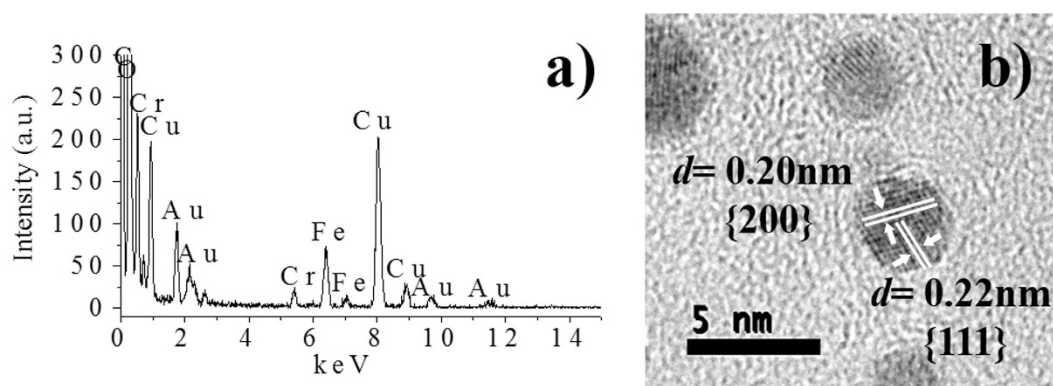 a)
Intensity (a.u.)
300
250
200
150
100
50
0
C
O
Cr
Cu
Au
Au
Cr
Fe
Fe
Cu
Cu
Au
Au
0 2 4 6 8 10 12 14
keV
b)
d= 0.20nm
{200}
d= 0.22nm
{111}
5 nm